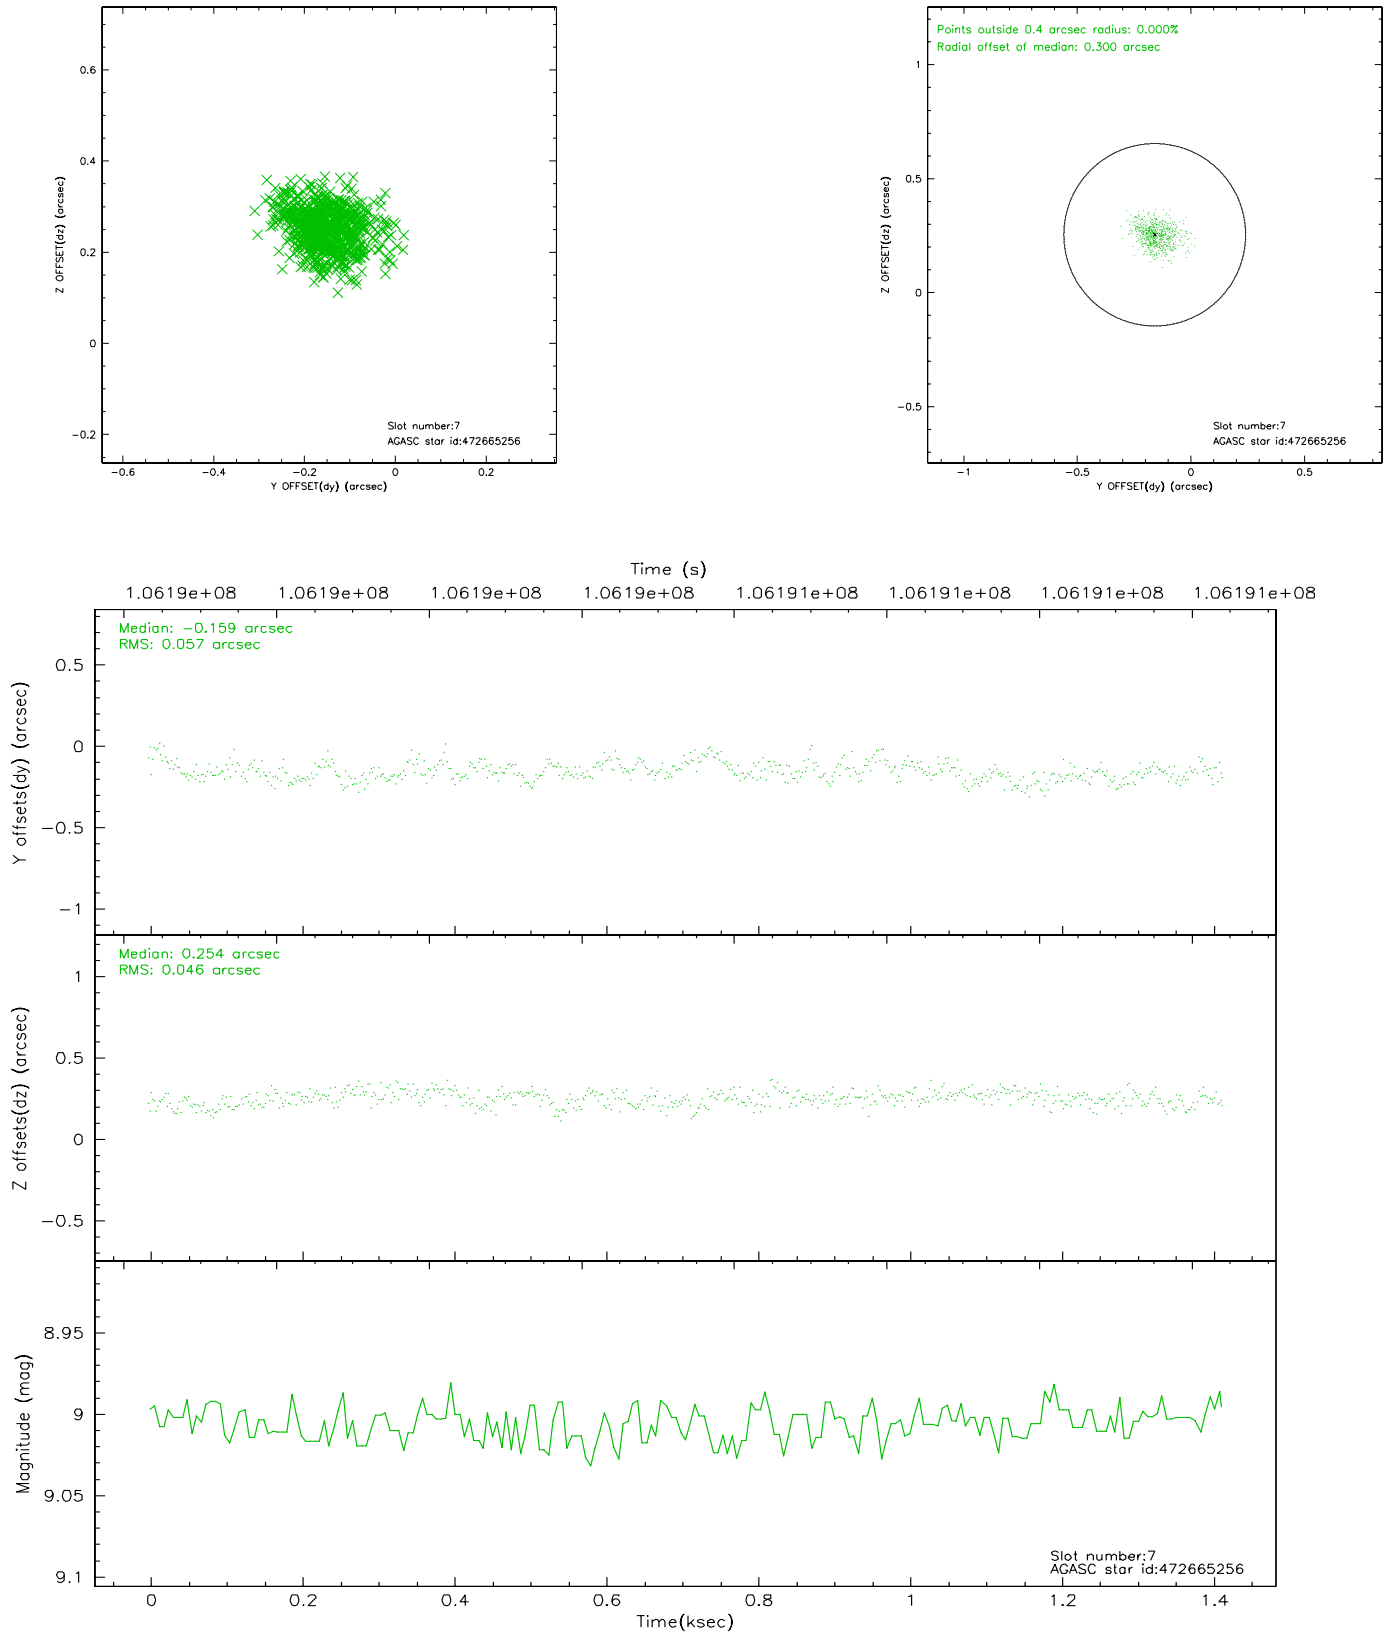 0.6
0.4
0.2
0
−0.2
Z OFFSET(dz) (arcsec)
Slot number:7
AGASC star id:472665256
−0.6 −0.4 −0.2 0 0.2
Y OFFSET(dy) (arcsec)
Points outside 0.4 arcsec radius: 0.000%
Radial offset of median: 0.300 arcsec
1
0.5
0
−0.5
Z OFFSET(dz) (arcsec)
Slot number:7
AGASC star id:472665256
−1 −0.5 0 0.5
Y OFFSET(dy) (arcsec)
Time (s)
1.0619e+08 1.0619e+08 1.0619e+08 1.0619e+08 1.06191e+08 1.06191e+08 1.06191e+08 1.06191e+08
Median: −0.159 arcsec
RMS: 0.057 arcsec
0.5
0
−0.5
−1
Y offsets(dy) (arcsec)
Median: 0.254 arcsec
RMS: 0.046 arcsec
1
0.5
0
−0.5
Z offsets(dz) (arcsec)
8.95
9
9.05
9.1
Magnitude (mag)
Slot number:7
AGASC star id:472665256
0 0.2 0.4 0.6 0.8 1 1.2 1.4
Time(ksec)